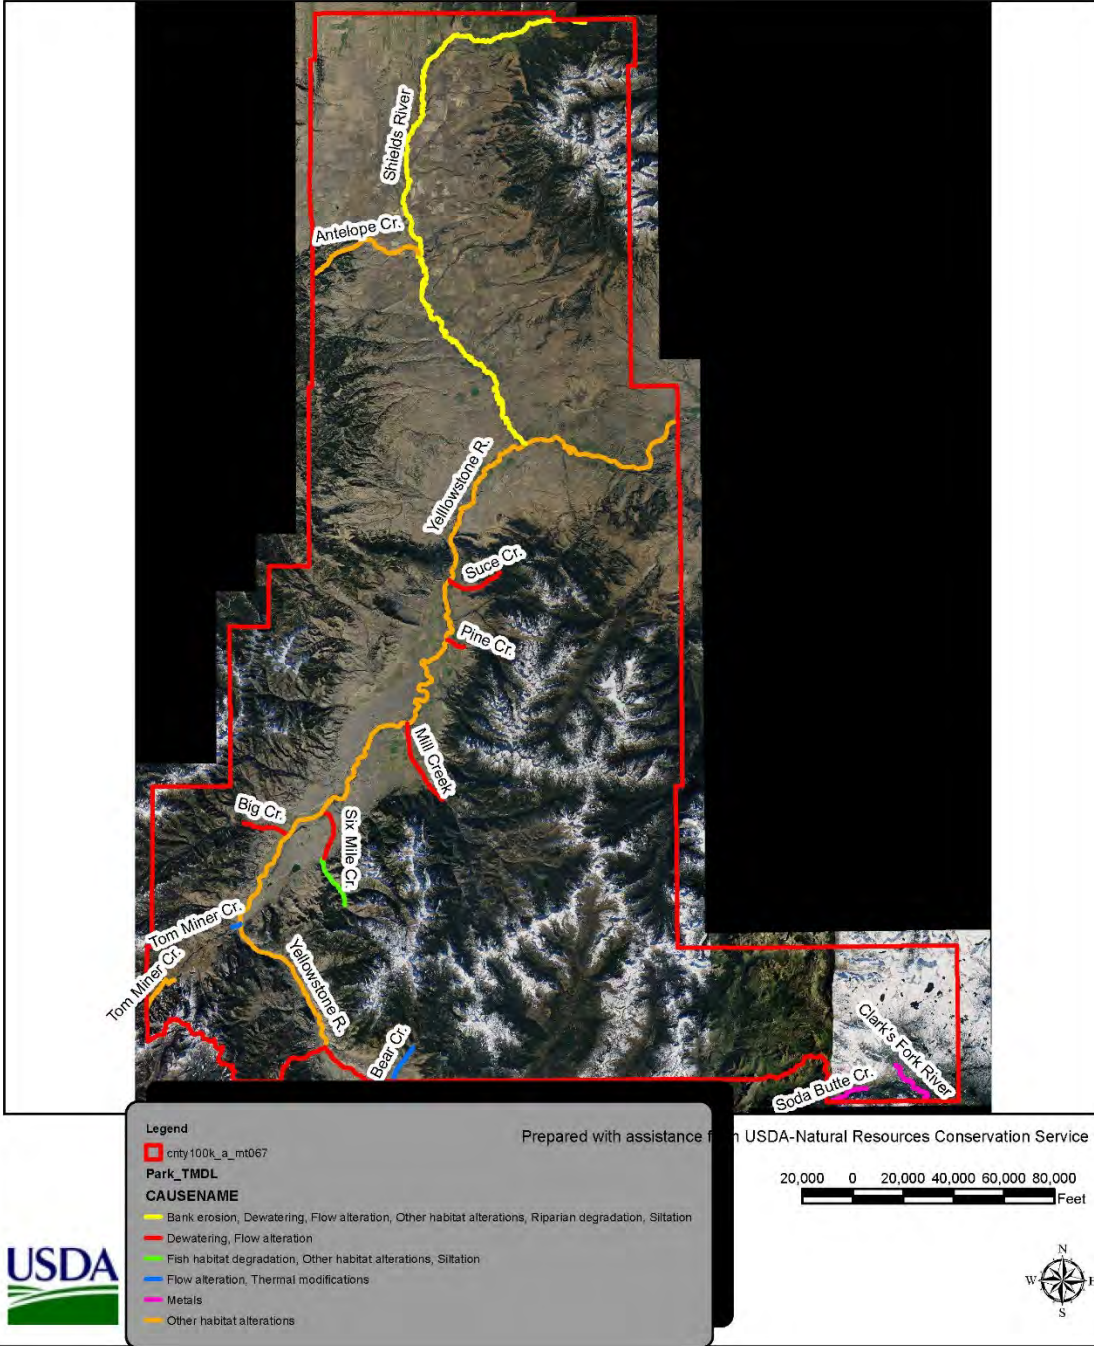 Shields River
Antelope Cr.
Yelllowstone R.
Suce Cr.
Pine Cr.
Mill Creek
Big Cr.
Six Mile Cr.
Tom Miner Cr.
Tom Miner Cr.
Yellowstone R.
Bear Cr.
Clark's Fork River
Soda Butte Cr.
Legend
cnty100k_a_mt067
Park_TMDL
CAUSENAME
Bank erosion, Dewatering, Flow alteration, Other habitat alterations, Riparian degradation, Siltation
Dewatering, Flow alteration
Fish habitat degradation, Other habitat alterations, Siltation
Flow alteration, Thermal modifications
Metals
Other habitat alterations
Prepared with assistance f m USDA-Natural Resources Conservation Service
20,000 0 20,000 40,000 60,000 80,000
Feet
USDA
N
W E
S